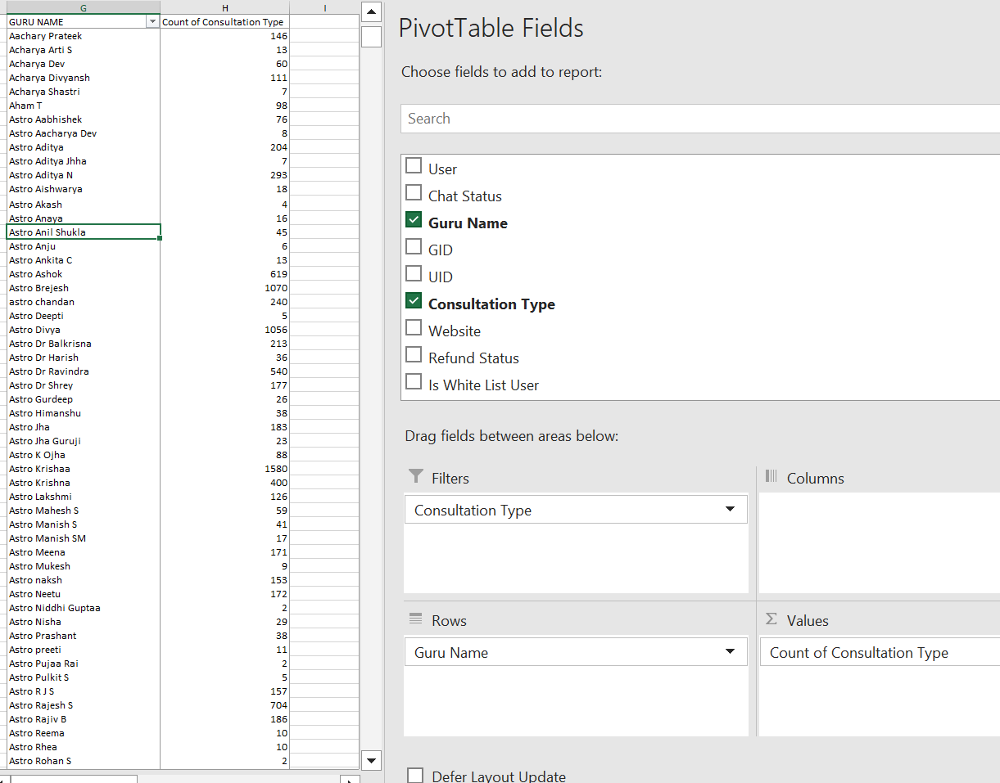 G H I
GURU NAME Count of Consultation Type
Aachary Prateek 146
Acharya Arti S 13
Acharya Dev 60
Acharya Divyansh 111
Acharya Shastri 7
Aham T 98
Astro Aabhishek 76
Astro Aacharya Dev 8
Astro Aditya 204
Astro Aditya Jhha 7
Astro Aditya N 293
Astro Aishwarya 18
Astro Akash 4
Astro Anaya 16
Astro Anil Shukla 45
Astro Anju 6
Astro Ankita C 13
Astro Ashok 619
Astro Brejesh 1070
astro chandan 240
Astro Deepti 5
Astro Divya 1056
Astro Dr Balkrisna 213
Astro Dr Harish 36
Astro Dr Ravindra 540
Astro Dr Shrey 177
Astro Gurdeep 26
Astro Himanshu 38
Astro Jha 183
Astro Jha Guruji 23
Astro K Ojha 88
Astro Krishaa 1580
Astro Krishna 400
Astro Lakshmi 126
Astro Mahesh S 59
Astro Manish S 41
Astro Manish SM 17
Astro Meena 171
Astro Mukesh 9
Astro naksh 153
Astro Neetu 172
Astro Niddhi Guptaa 2
Astro Nisha 29
Astro Prashant 38
Astro preeti 11
Astro Pujaa Rai 2
Astro Pulkit S 5
Astro R J S 157
Astro Rajesh S 704
Astro Rajiv B 186
Astro Reema 10
Astro Rhea 10
Astro Rohan S 2
PivotTable Fields
Choose fields to add to report:
Search
User
Chat Status
Guru Name
GID
UID
Consultation Type
Website
Refund Status
Is White List User
Drag fields between areas below:
Filters
Consultation Type
Columns
Rows
Guru Name
Σ Values
Count of Consultation Type
Defer Layout Update